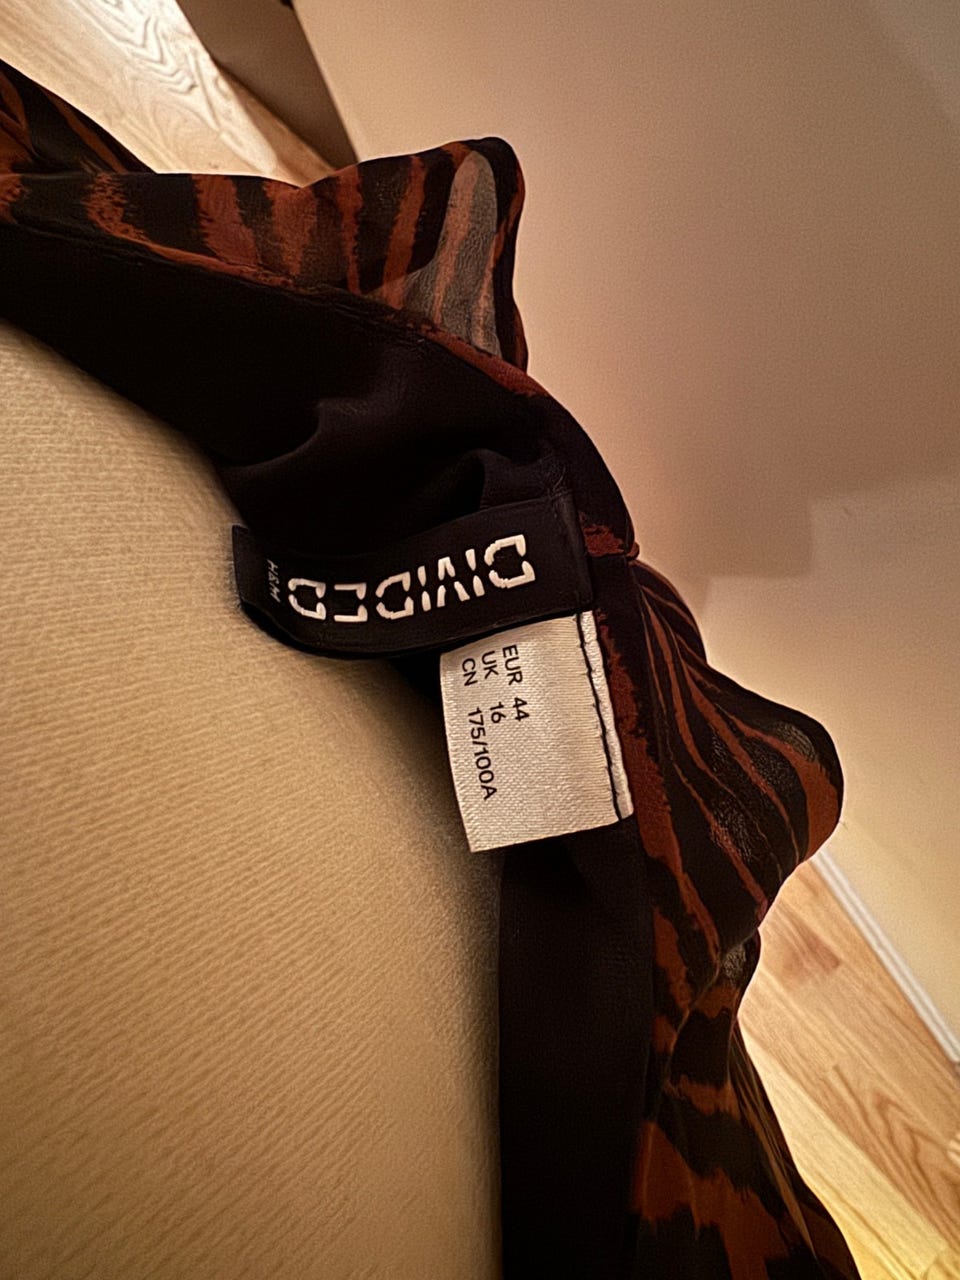 DIVIDED
H&M
EUR 44
UK 16
CN 175/100A